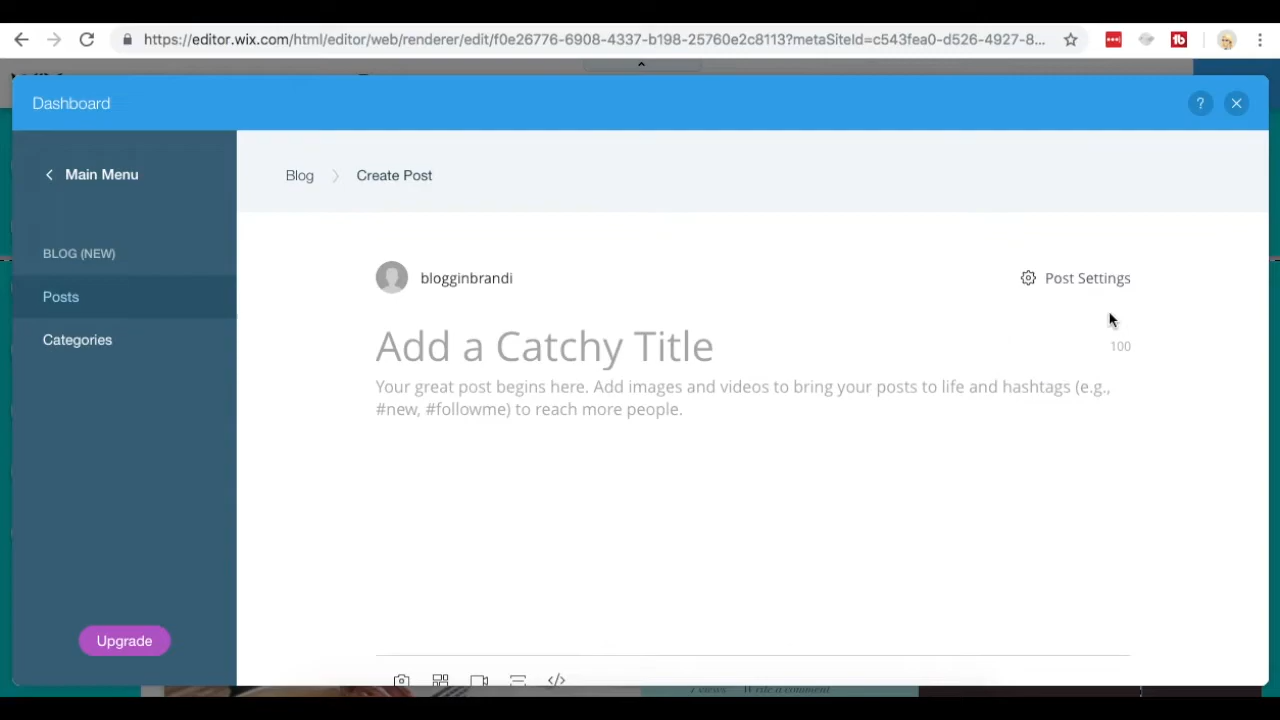 https://editor.wix.com/html/editor/web/renderer/edit/f0e26776-6908-4337-b198-25760e2c8113?metaSiteId=c543fea0-d526-4927-8...
Dashboard
?
Main Menu
Blog
Create Post
BLOG (NEW)
Posts
Categories
blogginbrandi
Post Settings
Add a Catchy Title
100
Your great post begins here. Add images and videos to bring your posts to life and hashtags (e.g.,
#new, #followme) to reach more people.
Upgrade
</>
Write a comment